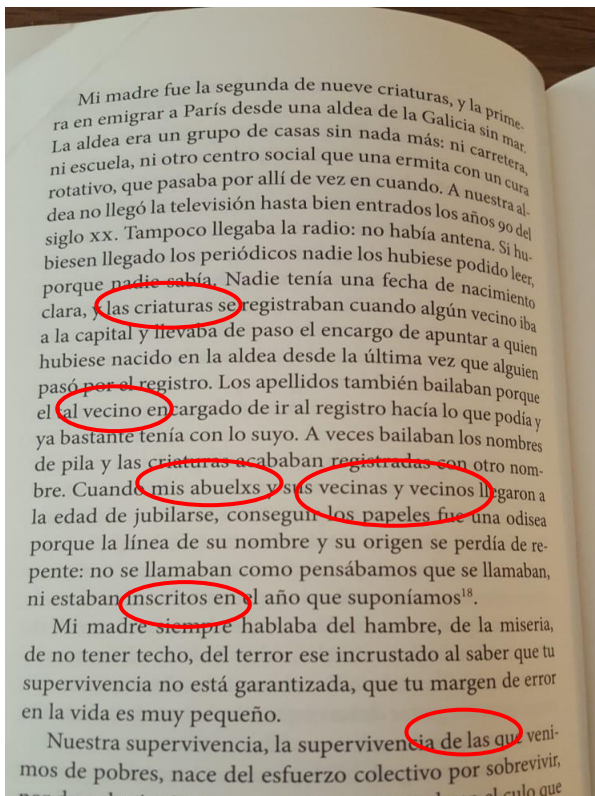 Mi madre fue la segunda de nueve criaturas, y la prime-
ra en emigrar a París desde una aldea de la Galicia sin mar.
La aldea era un grupo de casas sin nada más: ni carretera,
ni escuela, ni otro centro social que una ermita con un cura
rotativo, que pasaba por allí de vez en cuando. A nuestra al-
dea no llegó la televisión hasta bien entrados los años 90 del
siglo XX. Tampoco llegaba la radio: no había antena. Si hu-
biesen llegado los periódicos nadie los hubiese podido leer,
porque nadie sabía. Nadie tenía una fecha de nacimiento
clara, y las criaturas se registraban cuando algún vecino iba
a la capital y llevaba de paso el encargo de apuntar a quien
hubiese nacido en la aldea desde la última vez que alguien
pasó por el registro. Los apellidos también bailaban porque
el tal vecino encargado de ir al registro hacía lo que podía y
ya bastante tenía con lo suyo. A veces bailaban los nombres
de pila y las criaturas acababan registradas con otro nom-
bre. Cuando mis abuelxs y sus vecinas y vecinos llegaron a
la edad de jubilarse, conseguir los papeles fue una odisea
porque la línea de su nombre y su origen se perdía de re-
pente: no se llamaban como pensábamos que se llamaban,
ni estaban inscritos en el año que suponíamos18.
Mi madre siempre hablaba del hambre, de la miseria,
de no tener techo, del terror ese incrustado al saber que tu
supervivencia no está garantizada, que tu margen de error
en la vida es muy pequeño.
Nuestra supervivencia, la supervivencia de las que veni-
mos de pobres, nace del esfuerzo colectivo por sobrevivir,
el culo que